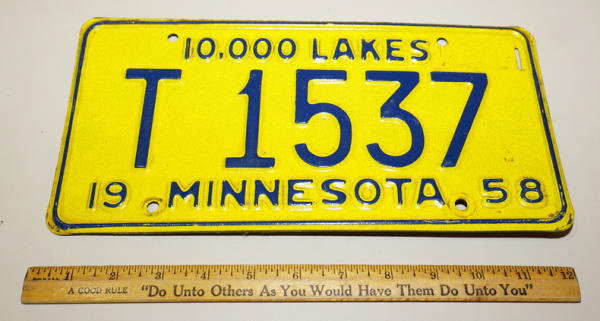 10,000 LAKES
T 1537
19 MINNESOTA 58
1 2 3 4 5 6 7 8 9 10 11 12
A GOOD RULE "Do Unto Others As You Would Have Them Do Unto You"